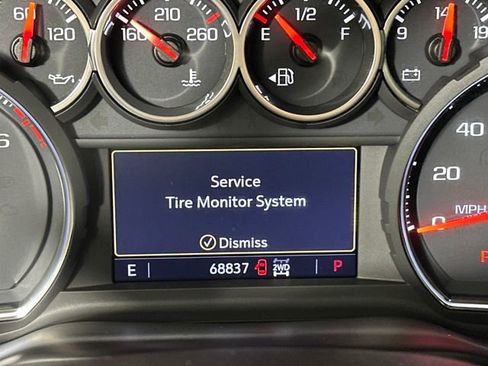 60 120
160 210 260
E 1/2 F
9 14 19
6
Service
Tire Monitor System
Dismiss
40
20
0
MPH
E 68837 2WD P
P